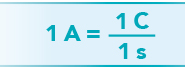 1 A = 1 C / 1 s